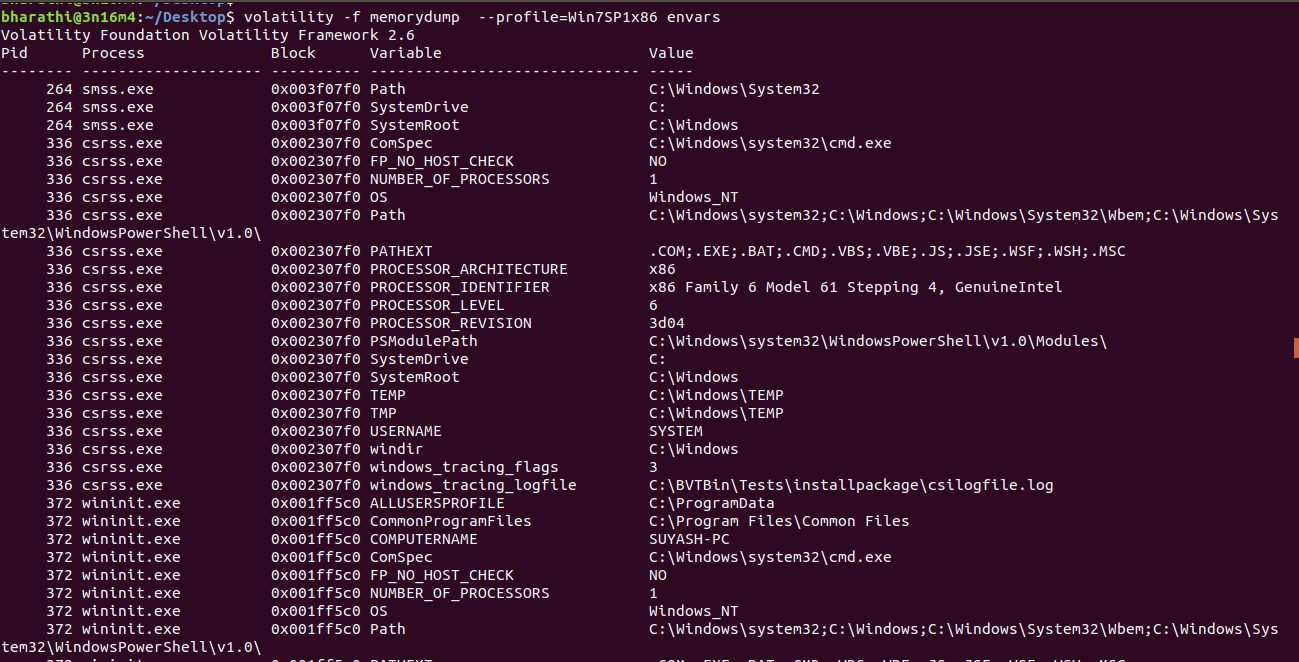 bharathi@3n16m4:~/Desktop$ volatility -f memorydump  --profile=Win7SP1x86 envars
Volatility Foundation Volatility Framework 2.6
Pid      Process              Block      Variable                       Value
-------- -------------------- ---------- ------------------------------ -----
     264 smss.exe             0x003f07f0 Path                           C:\Windows\System32
     264 smss.exe             0x003f07f0 SystemDrive                    C:
     264 smss.exe             0x003f07f0 SystemRoot                     C:\Windows
     336 csrss.exe            0x002307f0 ComSpec                        C:\Windows\system32\cmd.exe
     336 csrss.exe            0x002307f0 FP_NO_HOST_CHECK               NO
     336 csrss.exe            0x002307f0 NUMBER_OF_PROCESSORS           1
     336 csrss.exe            0x002307f0 OS                             Windows_NT
     336 csrss.exe            0x002307f0 Path                           C:\Windows\system32;C:\Windows;C:\Windows\System32\Wbem;C:\Windows\Sys
tem32\WindowsPowerShell\v1.0\
     336 csrss.exe            0x002307f0 PATHEXT                        .COM;.EXE;.BAT;.CMD;.VBS;.VBE;.JS;.JSE;.WSF;.WSH;.MSC
     336 csrss.exe            0x002307f0 PROCESSOR_ARCHITECTURE         x86
     336 csrss.exe            0x002307f0 PROCESSOR_IDENTIFIER           x86 Family 6 Model 61 Stepping 4, GenuineIntel
     336 csrss.exe            0x002307f0 PROCESSOR_LEVEL                6
     336 csrss.exe            0x002307f0 PROCESSOR_REVISION             3d04
     336 csrss.exe            0x002307f0 PSModulePath                   C:\Windows\system32\WindowsPowerShell\v1.0\Modules\
     336 csrss.exe            0x002307f0 SystemDrive                    C:
     336 csrss.exe            0x002307f0 SystemRoot                     C:\Windows
     336 csrss.exe            0x002307f0 TEMP                           C:\Windows\TEMP
     336 csrss.exe            0x002307f0 TMP                            C:\Windows\TEMP
     336 csrss.exe            0x002307f0 USERNAME                       SYSTEM
     336 csrss.exe            0x002307f0 windir                         C:\Windows
     336 csrss.exe            0x002307f0 windows_tracing_flags          3
     336 csrss.exe            0x002307f0 windows_tracing_logfile        C:\BVTBin\Tests\installpackage\csilogfile.log
     372 wininit.exe          0x001ff5c0 ALLUSERSPROFILE                C:\ProgramData
     372 wininit.exe          0x001ff5c0 CommonProgramFiles             C:\Program Files\Common Files
     372 wininit.exe          0x001ff5c0 COMPUTERNAME                   SUYASH-PC
     372 wininit.exe          0x001ff5c0 ComSpec                        C:\Windows\system32\cmd.exe
     372 wininit.exe          0x001ff5c0 FP_NO_HOST_CHECK               NO
     372 wininit.exe          0x001ff5c0 NUMBER_OF_PROCESSORS           1
     372 wininit.exe          0x001ff5c0 OS                             Windows_NT
     372 wininit.exe          0x001ff5c0 Path                           C:\Windows\system32;C:\Windows;C:\Windows\System32\Wbem;C:\Windows\Sys
tem32\WindowsPowerShell\v1.0\